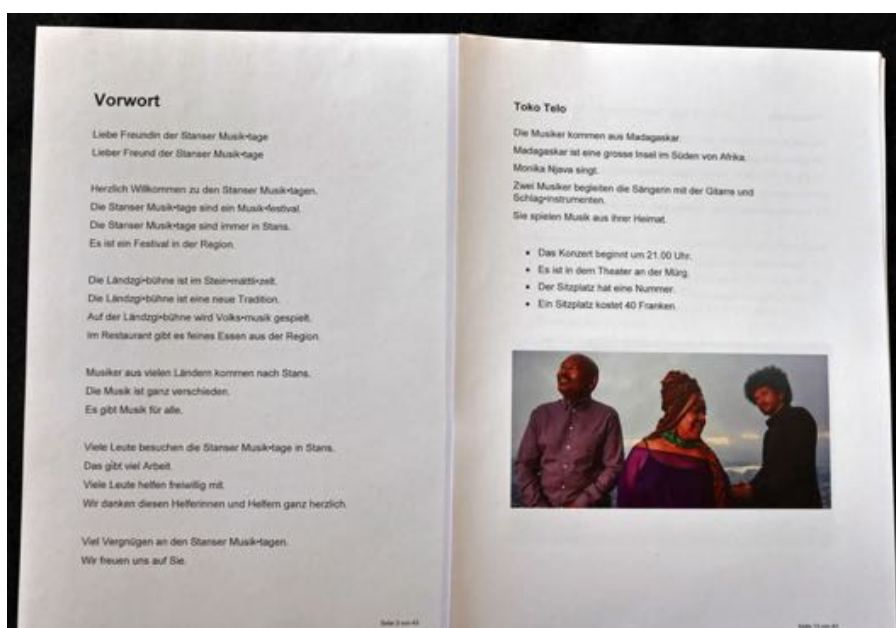 Vorwort
Liebe Freundin der Stanser Musik•tage
Lieber Freund der Stanser Musik•tage
Herzlich Willkommen zu den Stanser Musik•tagen.
Die Stanser Musik•tage sind ein Musik•festival.
Die Stanser Musik•tage sind immer in Stans.
Es ist ein Festival in der Region.
Die Ländzgi•bühne ist im Stein•mättli•zelt.
Die Ländzgi•bühne ist eine neue Tradition.
Auf der Ländzgi•bühne wird Volks•musik gespielt.
Im Restaurant gibt es feines Essen aus der Region.
Musiker aus vielen Ländern kommen nach Stans.
Die Musik ist ganz verschieden.
Es gibt Musik für alle.
Viele Leute besuchen die Stanser Musik•tage in Stans.
Das gibt viel Arbeit.
Viele Leute helfen freiwillig mit.
Wir danken diesen Helferinnen und Helfern ganz herzlich.
Viel Vergnügen an den Stanser Musik•tagen.
Wir freuen uns auf Sie.
Seite 3 von 43
Toko Telo
Die Musiker kommen aus Madagaskar.
Madagaskar ist eine grosse Insel im Süden von Afrika.
Monika Njava singt.
Zwei Musiker begleiten die Sängerin mit der Gitarre und
Schlag•instrumenten.
Sie spielen Musik aus ihrer Heimat.
• Das Konzert beginnt um 21.00 Uhr.
• Es ist in dem Theater an der Mürg.
• Der Sitzplatz hat eine Nummer.
• Ein Sitzplatz kostet 40 Franken.